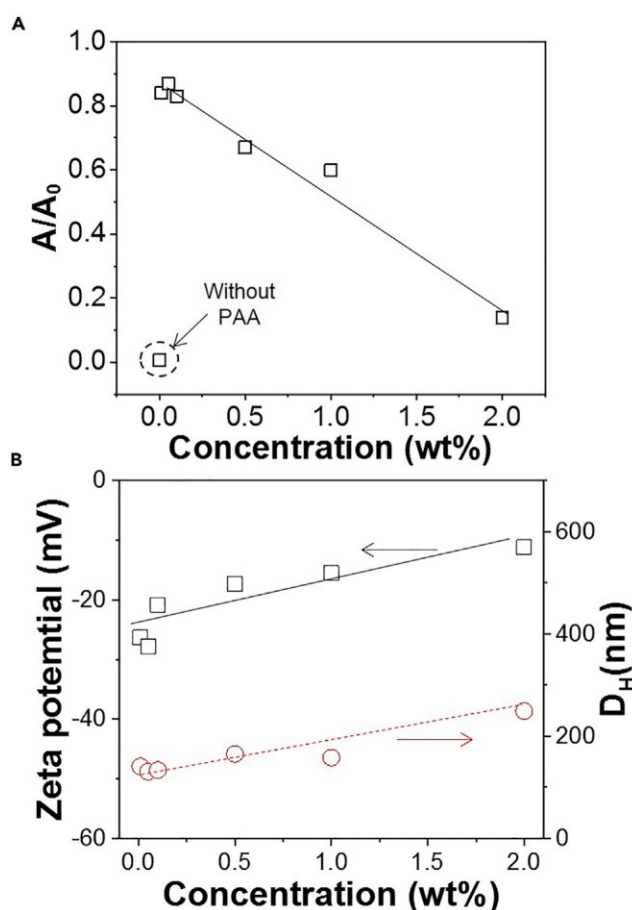 A
1.0
0.8
0.6
0.4
0.2
0.0
A/A0
Without
PAA
0.0 0.5 1.0 1.5 2.0
Concentration (wt%)
B
0
-20
-40
-60
Zeta potemtial (mV)
600
400
200
0
DH(nm)
0.0 0.5 1.0 1.5 2.0
Concentration (wt%)